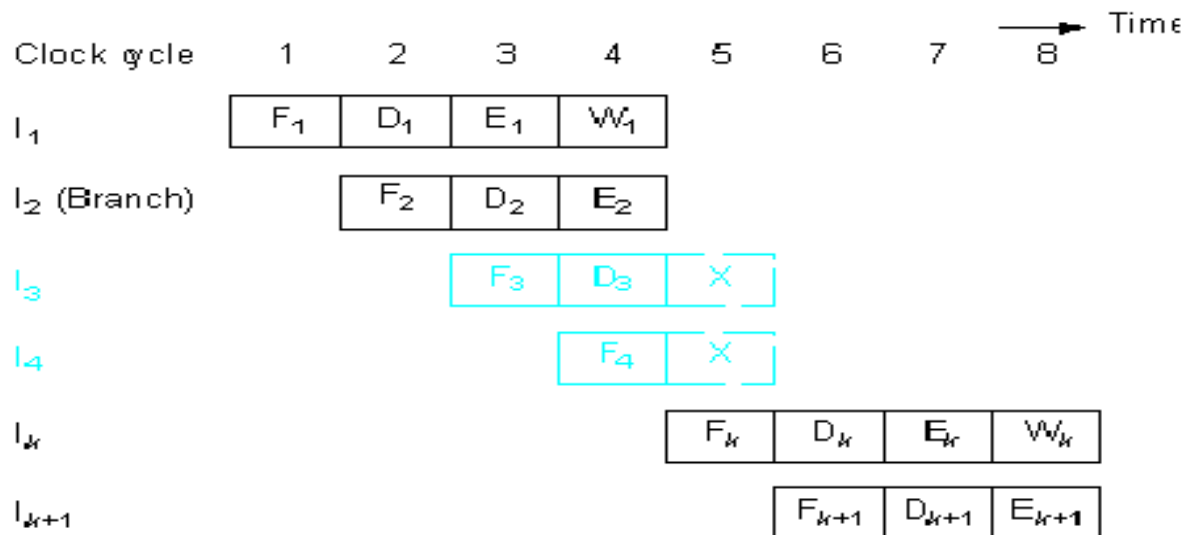 Time
Clock cycle 1 2 3 4 5 6 7 8
I1 F1 D1 E1 W1
I2 (Branch) F2 D2 E2
I3 F3 D3 X
I4 F4 X
Ik Fk Dk Ek Wk
Ik+1 Fk+1 Dk+1 Ek+1